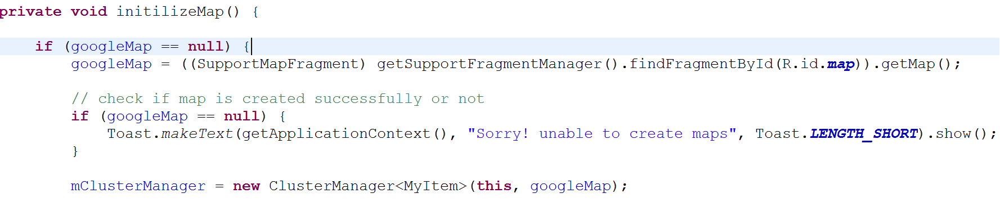 private void initilizeMap() {
if (googleMap == null) {
googleMap = ((SupportMapFragment) getSupportFragmentManager().findFragmentById(R.id.map)).getMap();
// check if map is created successfully or not
if (googleMap == null) {
Toast.makeText(getApplicationContext(), "Sorry! unable to create maps", Toast.LENGTH_SHORT).show();
}
mClusterManager = new ClusterManager<MyItem>(this, googleMap);